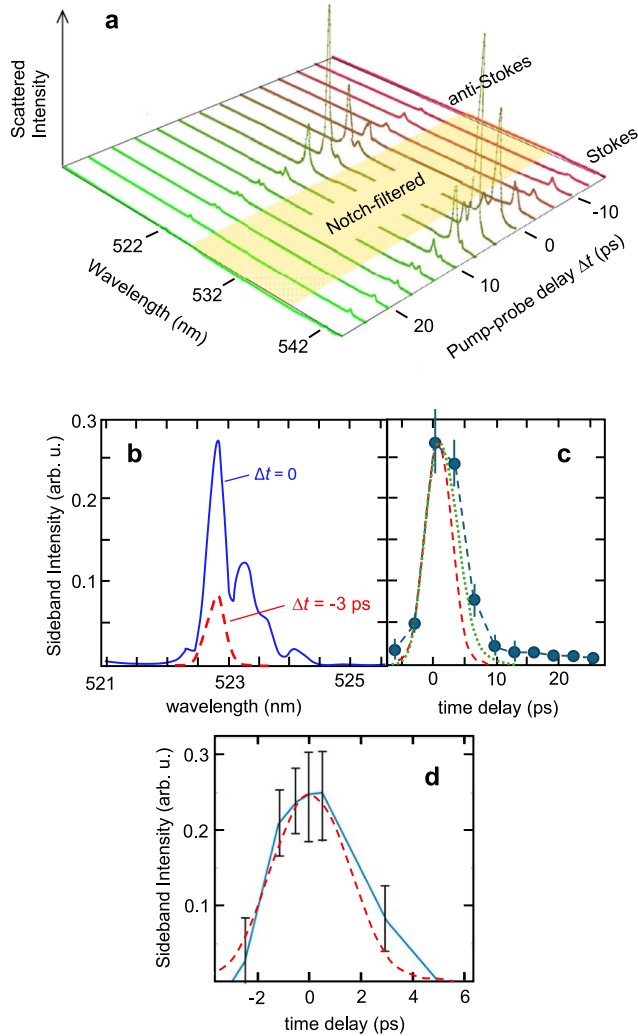 a
Scattered
Intensity
anti-Stokes
Stokes
Notch-filtered
-10
0
10
20
Pump-probe delay Δt (ps)
522
532
542
Wavelength (nm)
b
0.3
0.1
Sideband Intensity (arb. u.)
Δt = 0
Δt = -3 ps
521
523
525
wavelength (nm)
c
0
10
20
time delay (ps)
d
0.3
0.2
0.1
Sideband Intensity (arb. u.)
-2
0
2
4
6
time delay (ps)